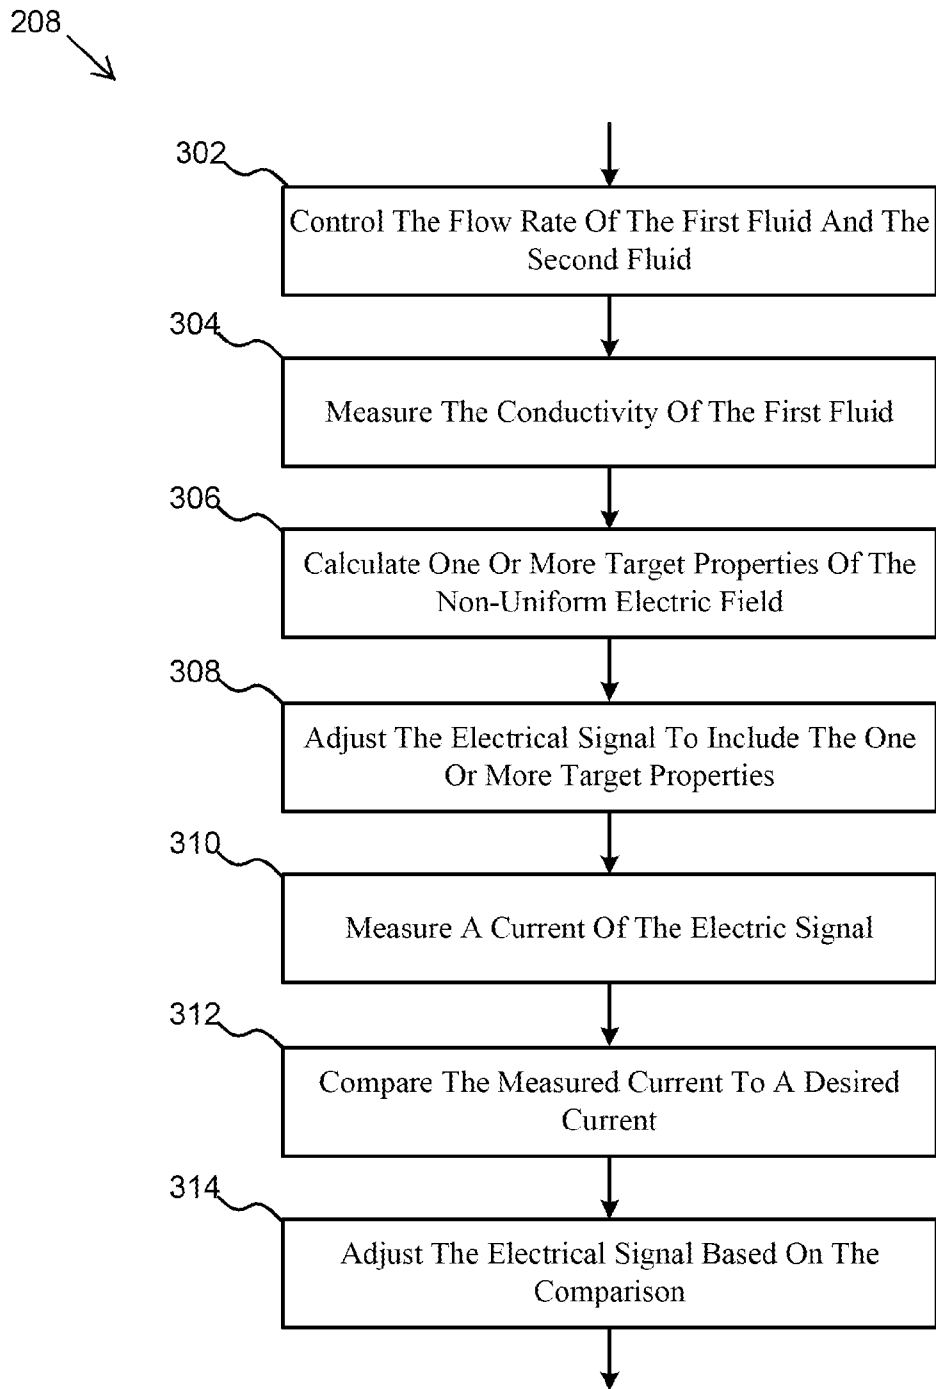 208
302
Control The Flow Rate Of The First Fluid And The
Second Fluid
304
Measure The Conductivity Of The First Fluid
306
Calculate One Or More Target Properties Of The
Non-Uniform Electric Field
308
Adjust The Electrical Signal To Include The One
Or More Target Properties
310
Measure A Current Of The Electric Signal
312
Compare The Measured Current To A Desired
Current
314
Adjust The Electrical Signal Based On The
Comparison